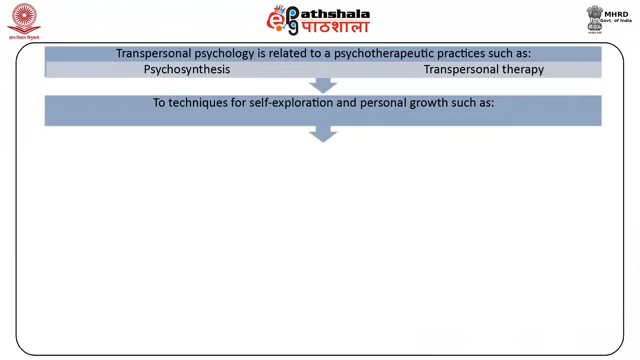 ePG Pathshala
पाठशाला
MHRD
Govt. of India
Transpersonal psychology is related to a psychotherapeutic practices such as:
Psychosynthesis
Transpersonal therapy
To techniques for self-exploration and personal growth such as: